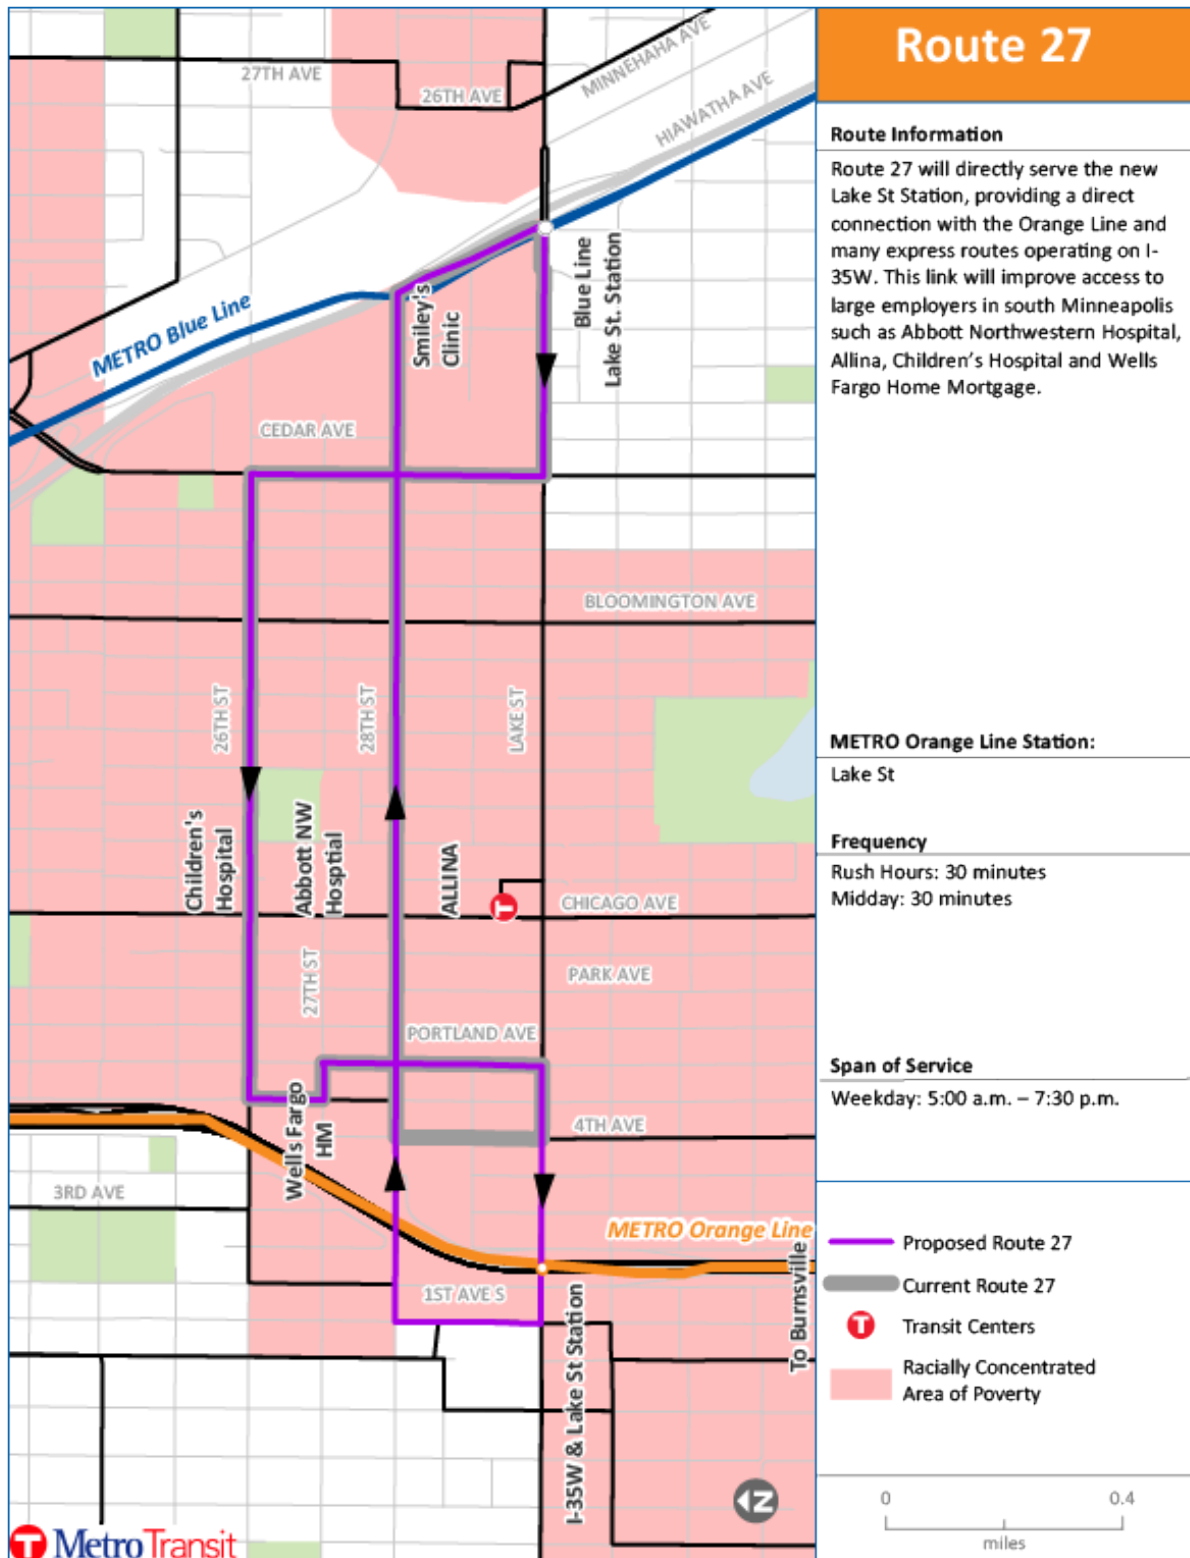 Route 27
Route Information
Route 27 will directly serve the new
Lake St Station, providing a direct
connection with the Orange Line and
many express routes operating on I-
35W. This link will improve access to
large employers in south Minneapolis
such as Abbott Northwestern Hospital,
Allina, Children's Hospital and Wells
Fargo Home Mortgage.
METRO Orange Line Station:
Lake St
Frequency
Rush Hours: 30 minutes
Midday: 30 minutes
Span of Service
Weekday: 5:00 a.m. – 7:30 p.m.
Proposed Route 27
Current Route 27
T
Transit Centers
Racially Concentrated
Area of Poverty
0
0.4
miles
27TH AVE
26TH AVE
MINNEHAHA AVE
HIAWATHA AVE
METRO Blue Line
Smiley's
Clinic
Blue Line
Lake St. Station
CEDAR AVE
BLOOMINGTON AVE
26TH ST
28TH ST
LAKE ST
Children's
Hospital
Abbott NW
Hosptial
ALLINA
T
CHICAGO AVE
27TH ST
PARK AVE
PORTLAND AVE
Wells Fargo
HM
4TH AVE
3RD AVE
METRO Orange Line
1ST AVE S
I-35W & Lake St Station
To Burnsville
N
T MetroTransit